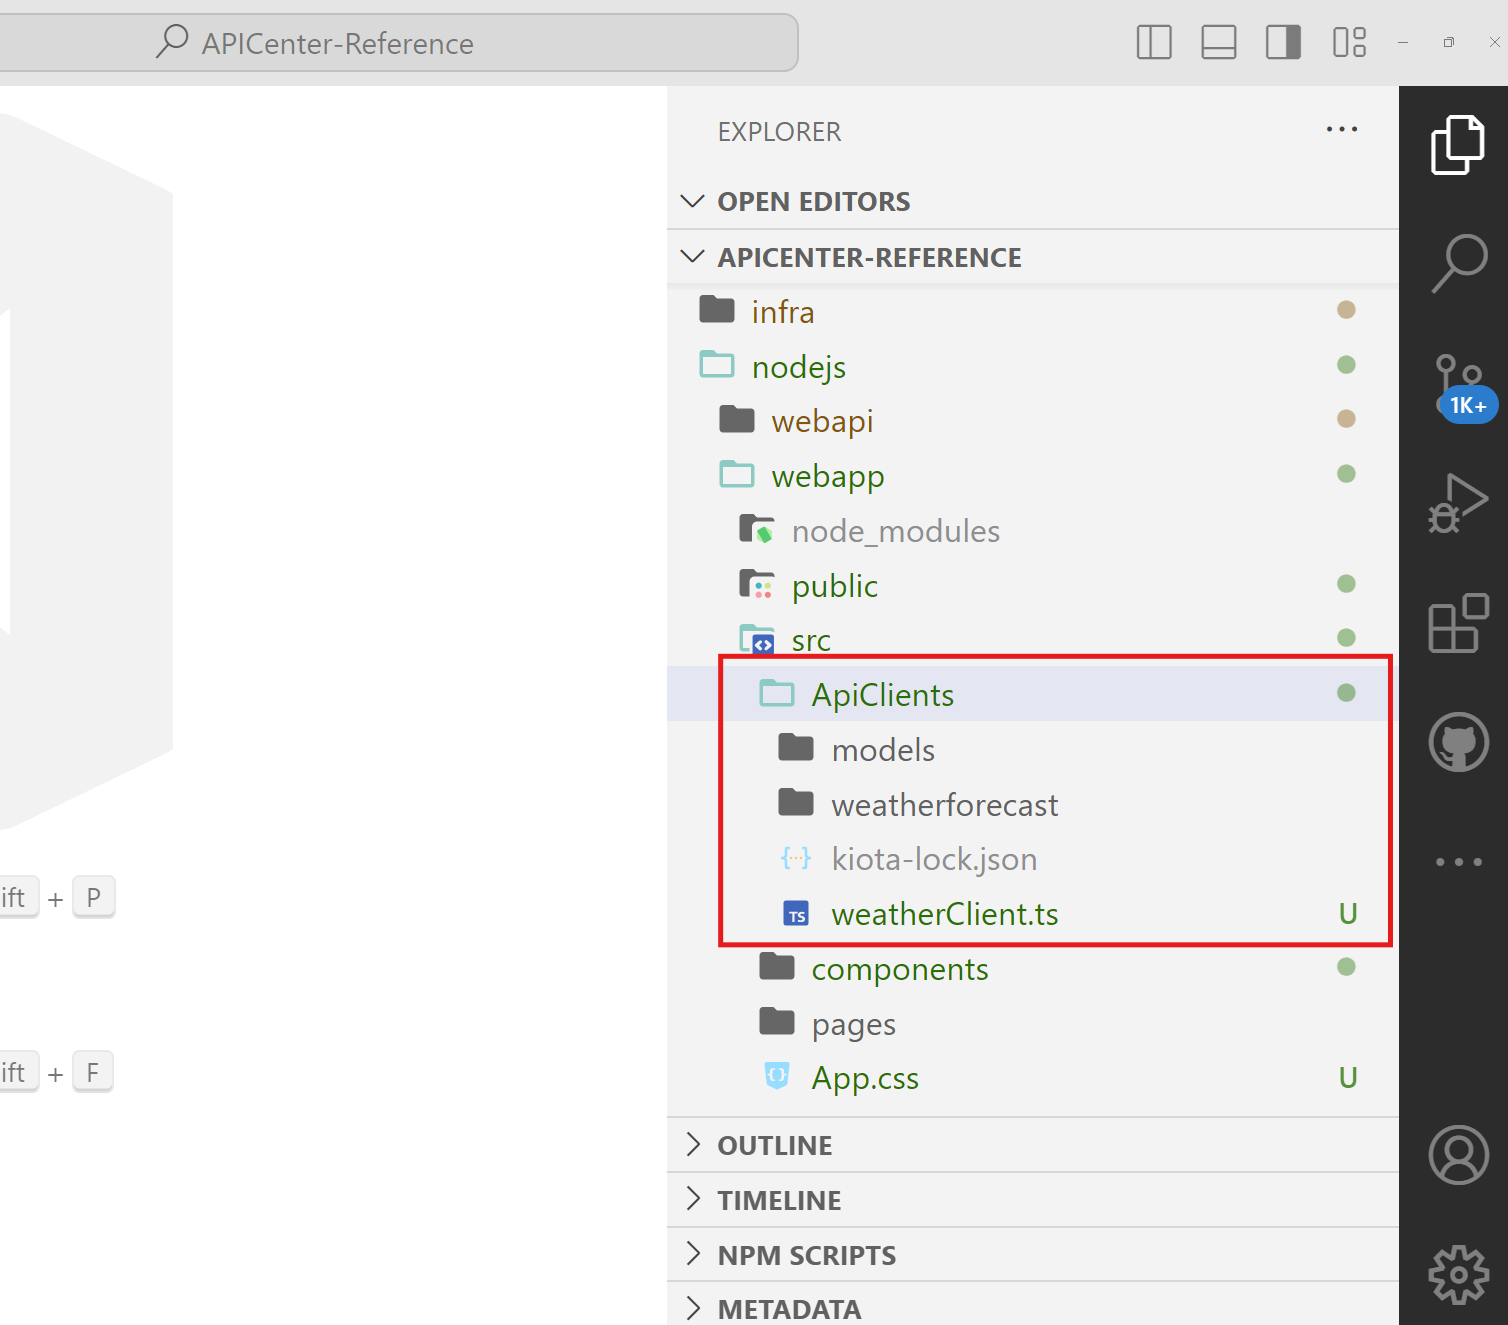 APICenter-Reference
EXPLORER
OPEN EDITORS
APICENTER-REFERENCE
infra
nodejs
webapi
webapp
node_modules
public
src
ApiClients
models
weatherforecast
kiota-lock.json
TS weatherClient.ts U
components
pages
App.css U
OUTLINE
TIMELINE
NPM SCRIPTS
METADATA
ift + P
ift + F
1K+